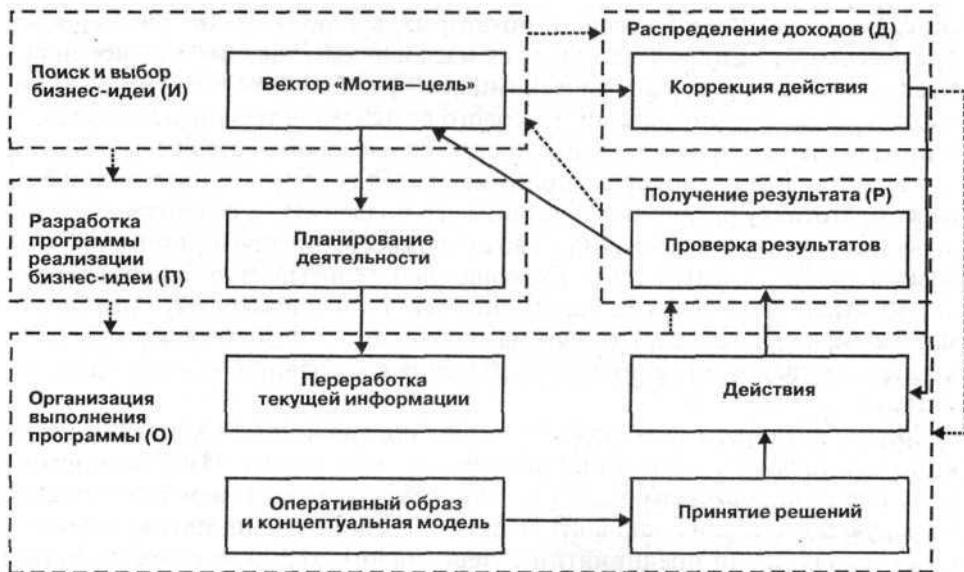 Поиск и выбор
бизнес-идеи (И)
Вектор «Мотив—цель»
Распределение доходов (Д)
Коррекция действия
Разработка
программы
реализации
бизнес-идеи (П)
Планирование
деятельности
Получение результата (Р)
Проверка результатов
Организация
выполнения
программы (О)
Переработка
текущей информации
Действия
Оперативный образ
и концептуальная модель
Принятие решений